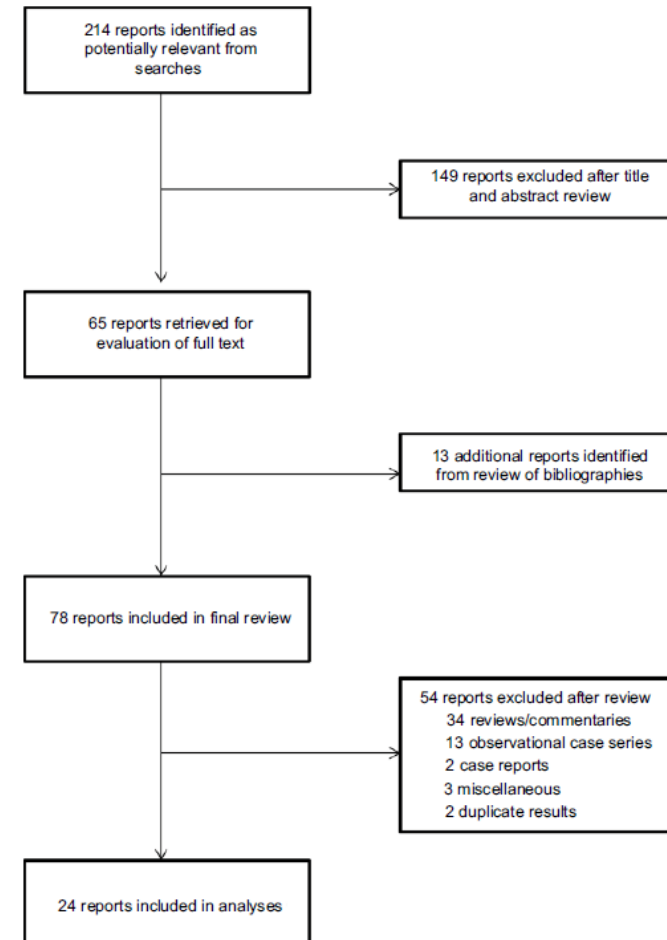 214 reports identified as
potentially relevant from
searches
149 reports excluded after title
and abstract review
65 reports retrieved for
evaluation of full text
13 additional reports identified
from review of bibliographies
78 reports included in final review
54 reports excluded after review
34 reviews/commentaries
13 observational case series
2 case reports
3 miscellaneous
2 duplicate results
24 reports included in analyses